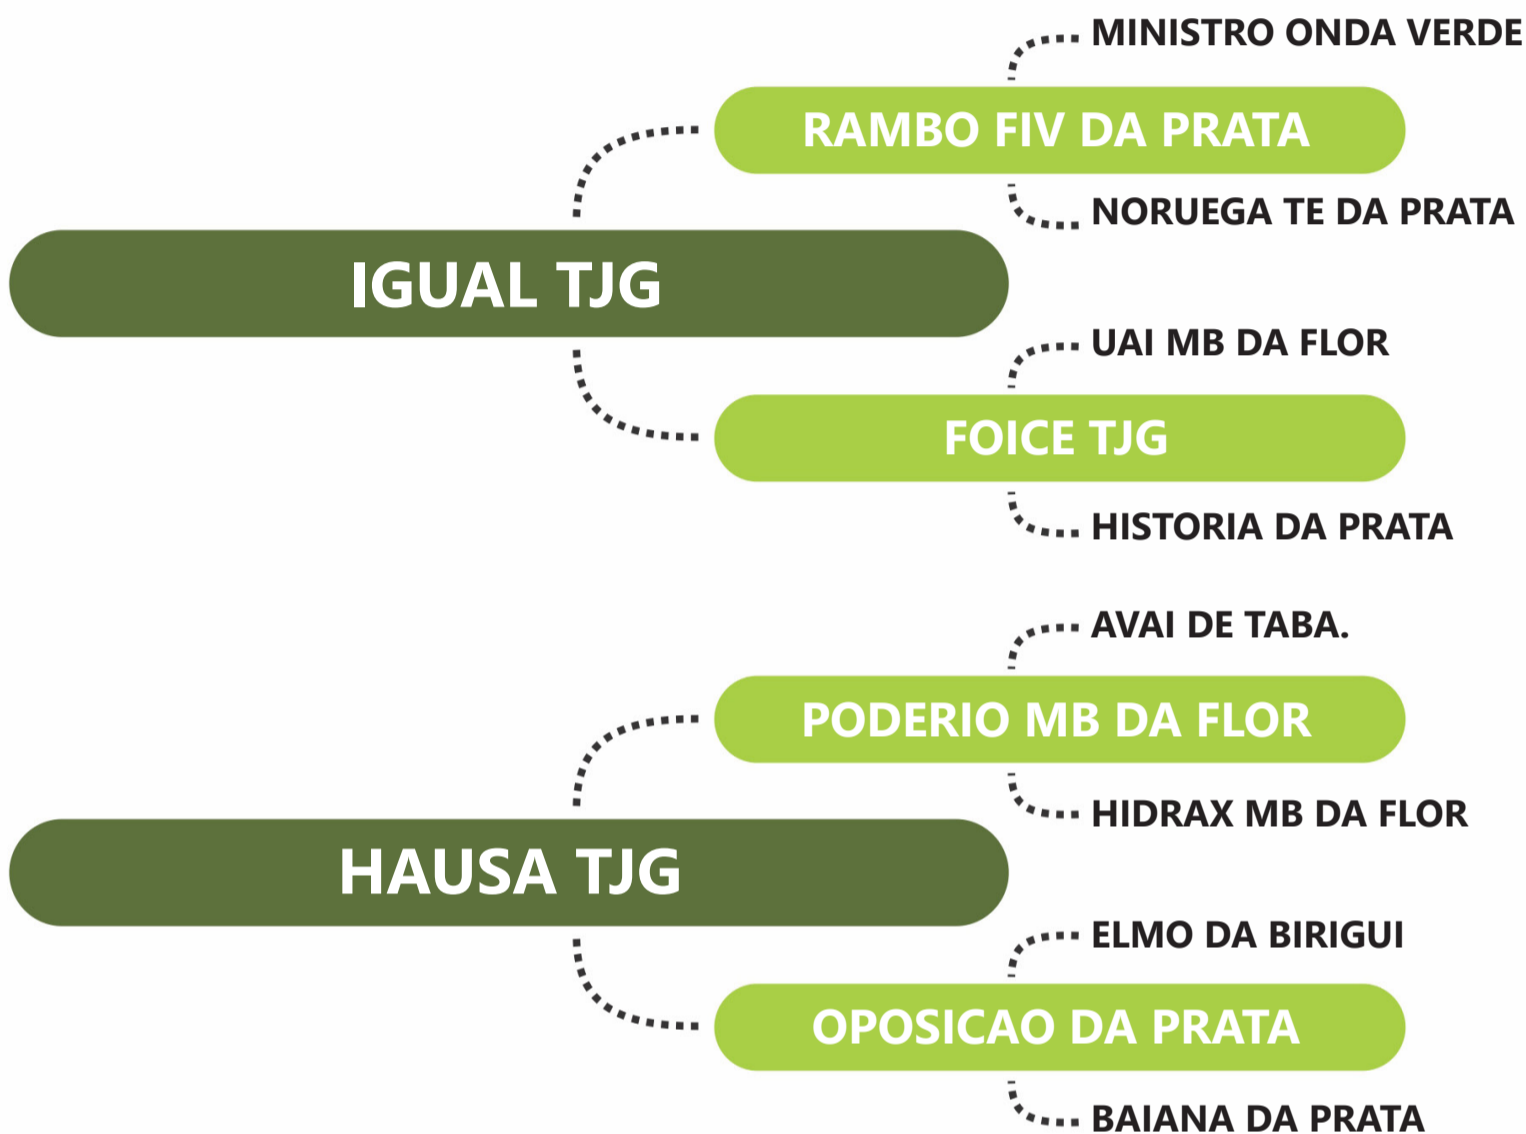 MINISTRO ONDA VERDE
RAMBO FIV DA PRATA
NORUEGA TE DA PRATA
IGUAL TJG
UAI MB DA FLOR
FOICE TJG
HISTORIA DA PRATA
AVAI DE TABA.
PODERIO MB DA FLOR
HIDRAX MB DA FLOR
HAUSA TJG
ELMO DA BIRIGUI
OPOSICAO DA PRATA
BAIANA DA PRATA